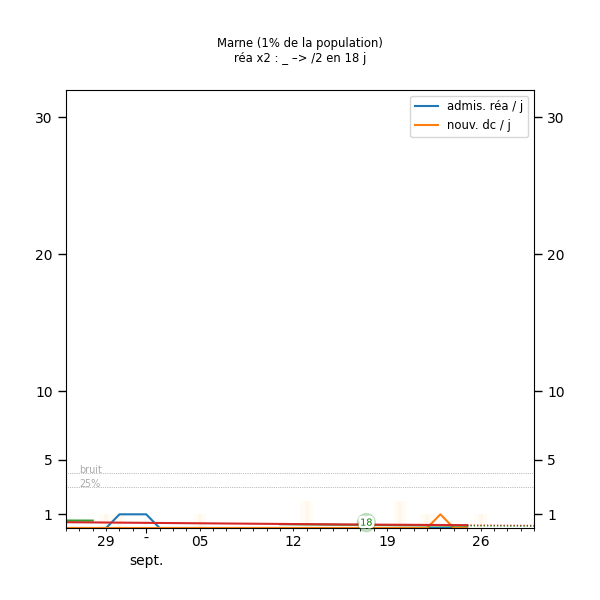 Marne (1% de la population)
réa x2 : _ –> /2 en 18 j
admis. réa / j
nouv. dc / j
30 30
20 20
10 10
5 5
bruit
25%
1 1
18
29 - 05 12 19 26
sept.